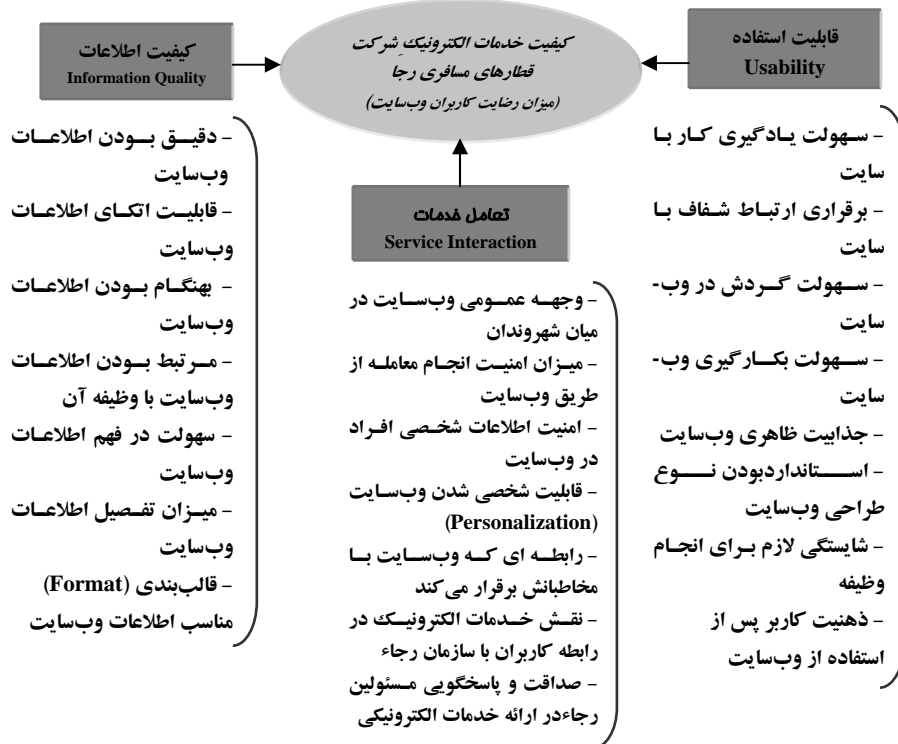 کیفیت خدمات الکترونیکِ شرکت
قطارهای مسافری رجا
(میزان رضایت کاربران وب‌سایت)
قابلیت استفاده
Usability
- سهولت یادگیری کار با
سایت
- برقراری ارتباط شفاف با
سایت
- سهولت گردش در وب-
سایت
- سهولت بکارگیری وب-
سایت
- جذابیت ظاهری وب‌سایت
- استانداردبودن نوع
طراحی وب‌سایت
- شایستگی لازم برای انجام
وظیفه
- ذهنیت کاربر پس از
استفاده از وب‌سایت
تعامل خدمات
Service Interaction
- وجهه عمومی وب‌سایت در
میان شهروندان
- میزان امنیت انجام معامله از
طریق وب‌سایت
- امنیت اطلاعات شخصی افراد
در وب‌سایت
- قابلیت شخصی شدن وب‌سایت
(Personalization)
- رابطه ای که وب‌سایت با
مخاطبانش برقرار می‌کند
- نقش خدمات الکترونیک در
رابطه کاربران با سازمان رجاء
- صداقت و پاسخگویی مسئولین
رجاءدر ارائه خدمات الکترونیکی
کیفیت اطلاعات
Information Quality
- دقیق بودن اطلاعات
وب‌سایت
- قابلیت اتکای اطلاعات
وب‌سایت
- بهنگام بودن اطلاعات
وب‌سایت
- مرتبط بودن اطلاعات
وب‌سایت با وظیفه آن
- سهولت در فهم اطلاعات
وب‌سایت
- میزان تفصیل اطلاعات
وب‌سایت
- قالب‌بندی (Format)
مناسب اطلاعات وب‌سایت